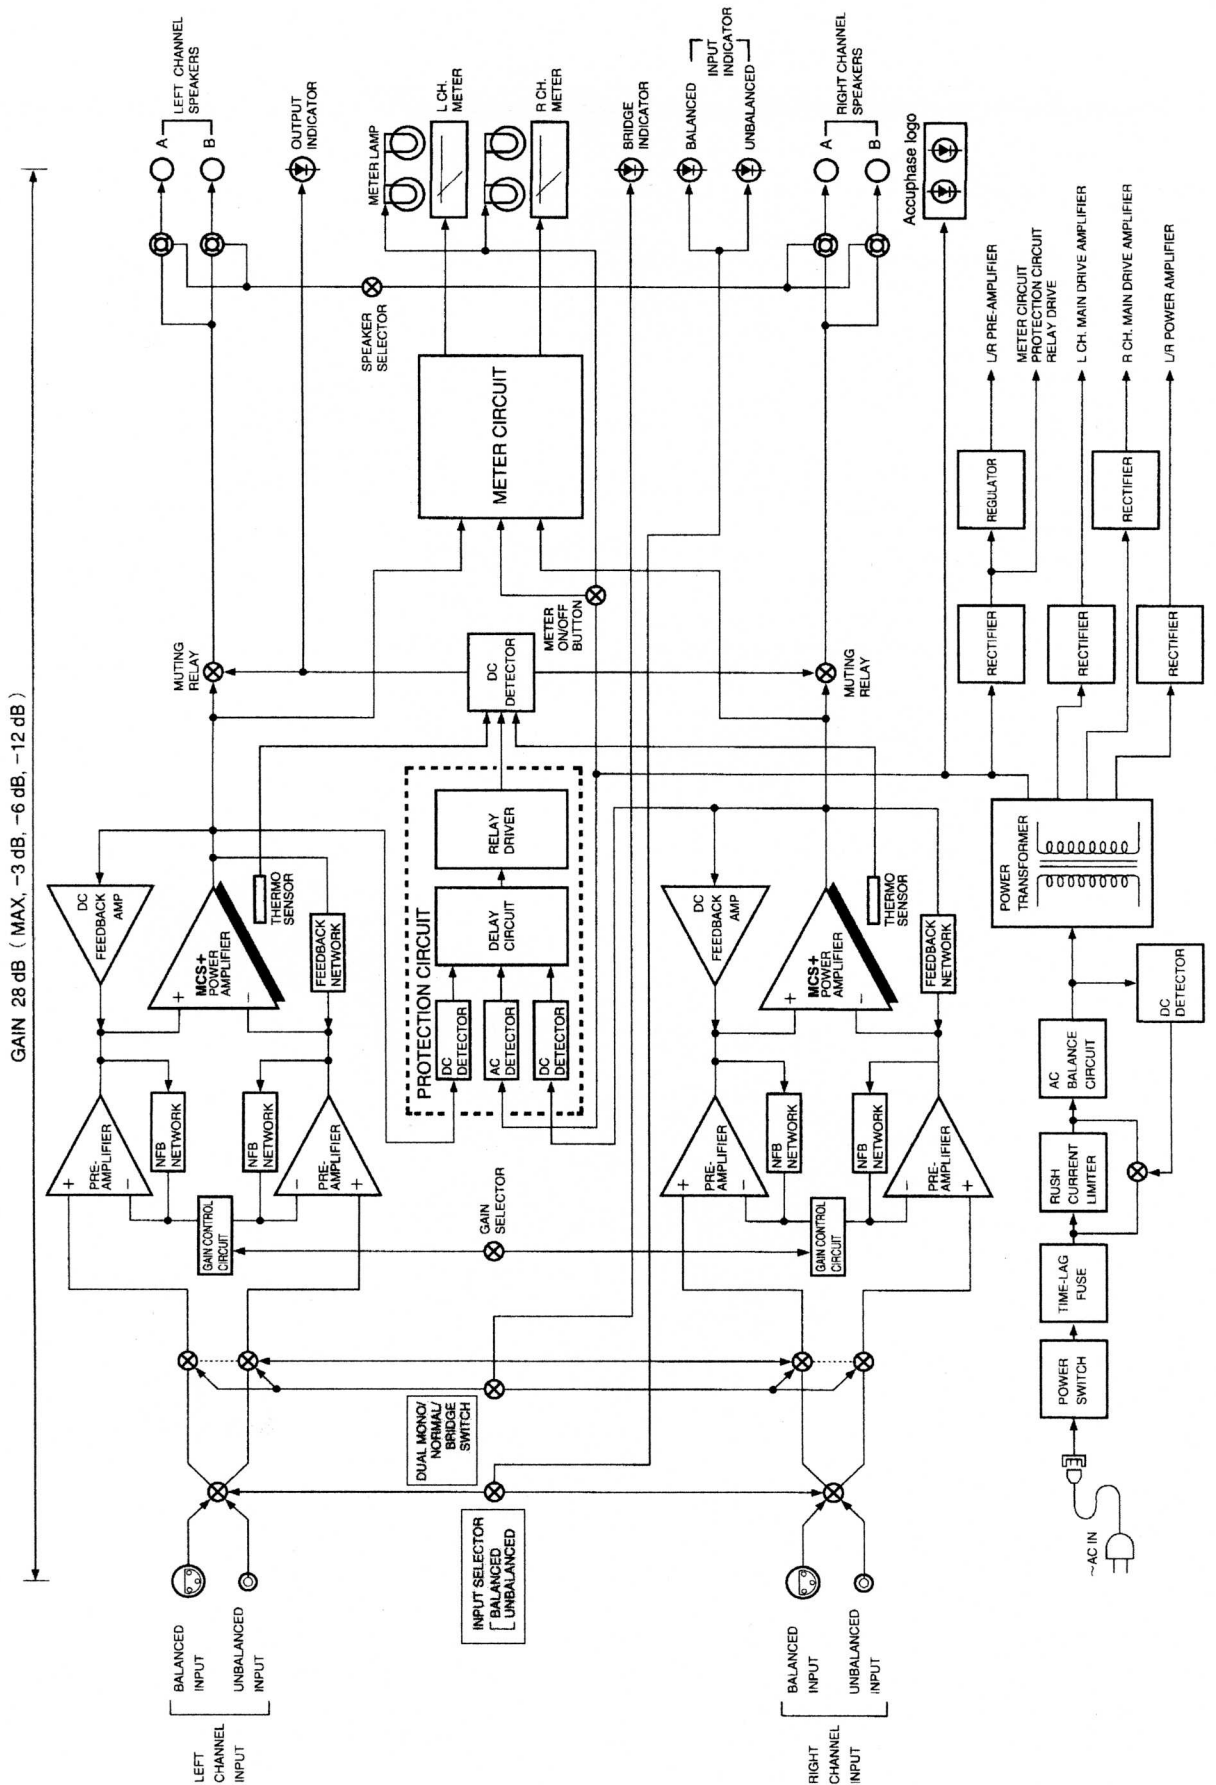 GAIN 28 dB ( MAX, −3 dB, −6 dB, −12 dB )
LEFT
CHANNEL
INPUT
BALANCED
INPUT
UNBALANCED
INPUT
PRE-
AMPLIFIER
+
−
NFB
NETWORK
GAIN CONTROL
CIRCUIT
NFB
NETWORK
PRE-
AMPLIFIER
−
+
DC
FEEDBACK
AMP
+
−
MCS+
POWER
AMPLIFIER
FEEDBACK
NETWORK
THERMO
SENSOR
MUTING
RELAY
LEFT CHANNEL
SPEAKERS
A
B
OUTPUT
INDICATOR
METER LAMP
L CH.
METER
R CH.
METER
SPEAKER
SELECTOR
METER CIRCUIT
METER
ON/OFF
BUTTON
DC
DETECTOR
PROTECTION CIRCUIT
DC
DETECTOR
AC
DETECTOR
DC
DETECTOR
DELAY
CIRCUIT
RELAY
DRIVER
GAIN
SELECTOR
DUAL MONO/
NORMAL/
BRIDGE
SWITCH
INPUT SELECTOR
BALANCED
UNBALANCED
BRIDGE
INDICATOR
BALANCED
UNBALANCED
INPUT
INDICATOR
RIGHT
CHANNEL
INPUT
BALANCED
INPUT
UNBALANCED
INPUT
PRE-
AMPLIFIER
+
−
NFB
NETWORK
GAIN CONTROL
CIRCUIT
NFB
NETWORK
PRE-
AMPLIFIER
−
+
DC
FEEDBACK
AMP
+
−
MCS+
POWER
AMPLIFIER
FEEDBACK
NETWORK
THERMO
SENSOR
MUTING
RELAY
RIGHT CHANNEL
SPEAKERS
A
B
Accuphase logo
~AC IN
POWER
SWITCH
TIME-LAG
FUSE
RUSH
CURRENT
LIMITER
AC
BALANCE
CIRCUIT
DC
DETECTOR
POWER
TRANSFORMER
RECTIFIER
REGULATOR
L/R PRE-AMPLIFIER
METER CIRCUIT
PROTECTION CIRCUIT
RELAY DRIVE
RECTIFIER
L CH. MAIN DRIVE AMPLIFIER
RECTIFIER
R CH. MAIN DRIVE AMPLIFIER
RECTIFIER
L/R POWER AMPLIFIER